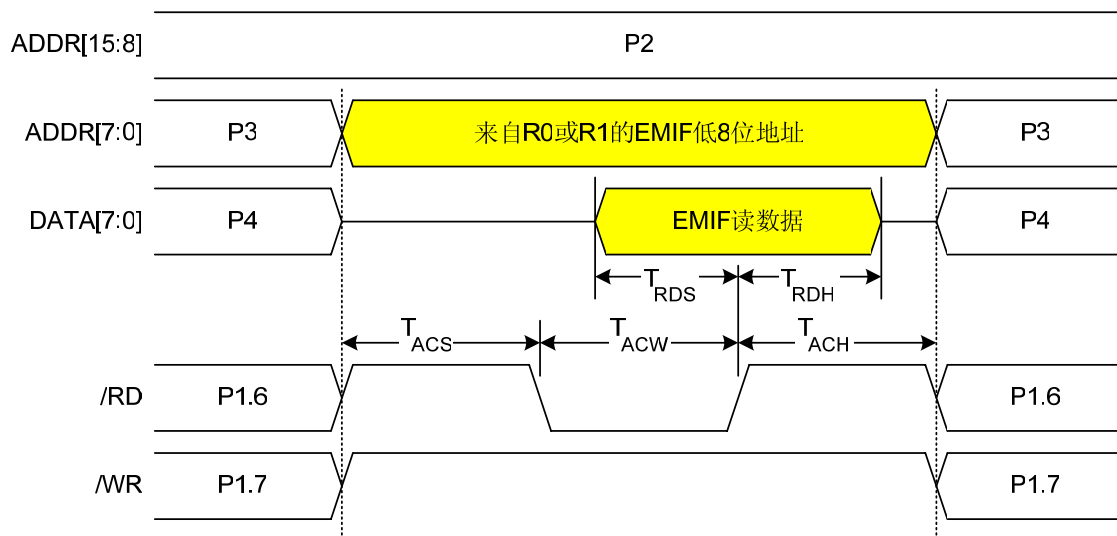 ADDR[15:8] P2
ADDR[7:0] P3 来自R0或R1的EMIF低8位地址 P3
DATA[7:0] P4 EMIF读数据 P4
TRDS TRDH
TACS TACW TACH
/RD P1.6 P1.6
/WR P1.7 P1.7